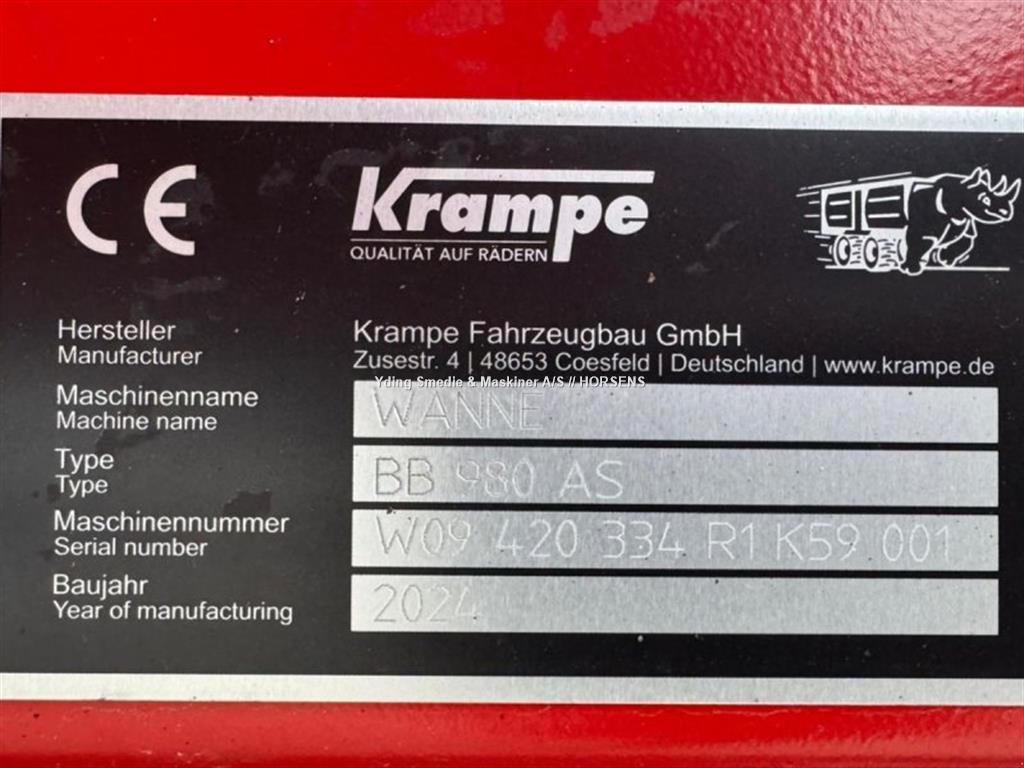 CE
Krampe
QUALITÄT AUF RÄDERN
Hersteller
Manufacturer
Krampe Fahrzeugbau GmbH
Zusestr. 4 | 48653 Coesfeld | Deutschland | www.krampe.de
Yding Smedie & Maskiner A/S // HORSENS
Maschinenname
Machine name
WANNE
Type
Type
BB 980 AS
Maschinennummer
Serial number
W09 420 334 R1 K59 001
Baujahr
Year of manufacturing
2024